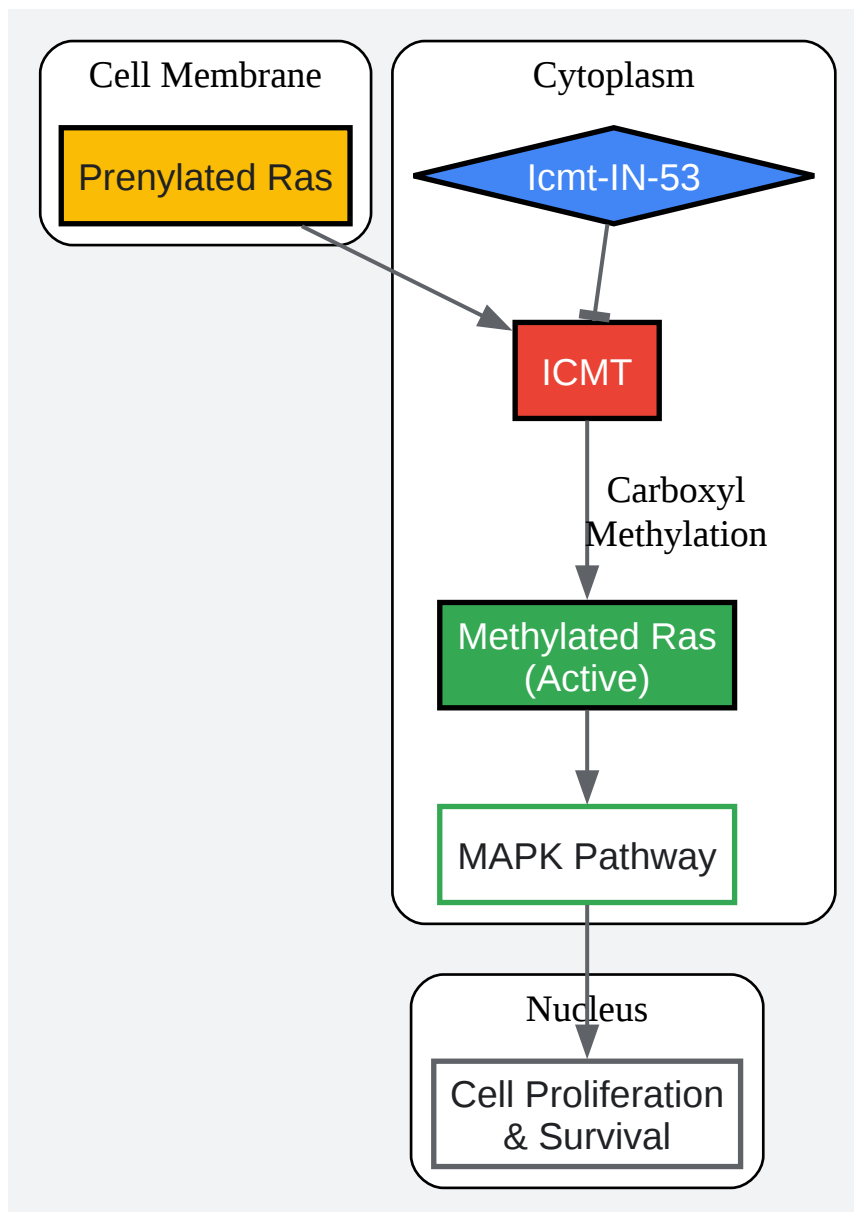 Cell Membrane
Prenylated Ras
Cytoplasm
Icmt-IN-53
ICMT
Carboxyl
Methylation
Methylated Ras
(Active)
MAPK Pathway
Nucleus
Cell Proliferation
& Survival